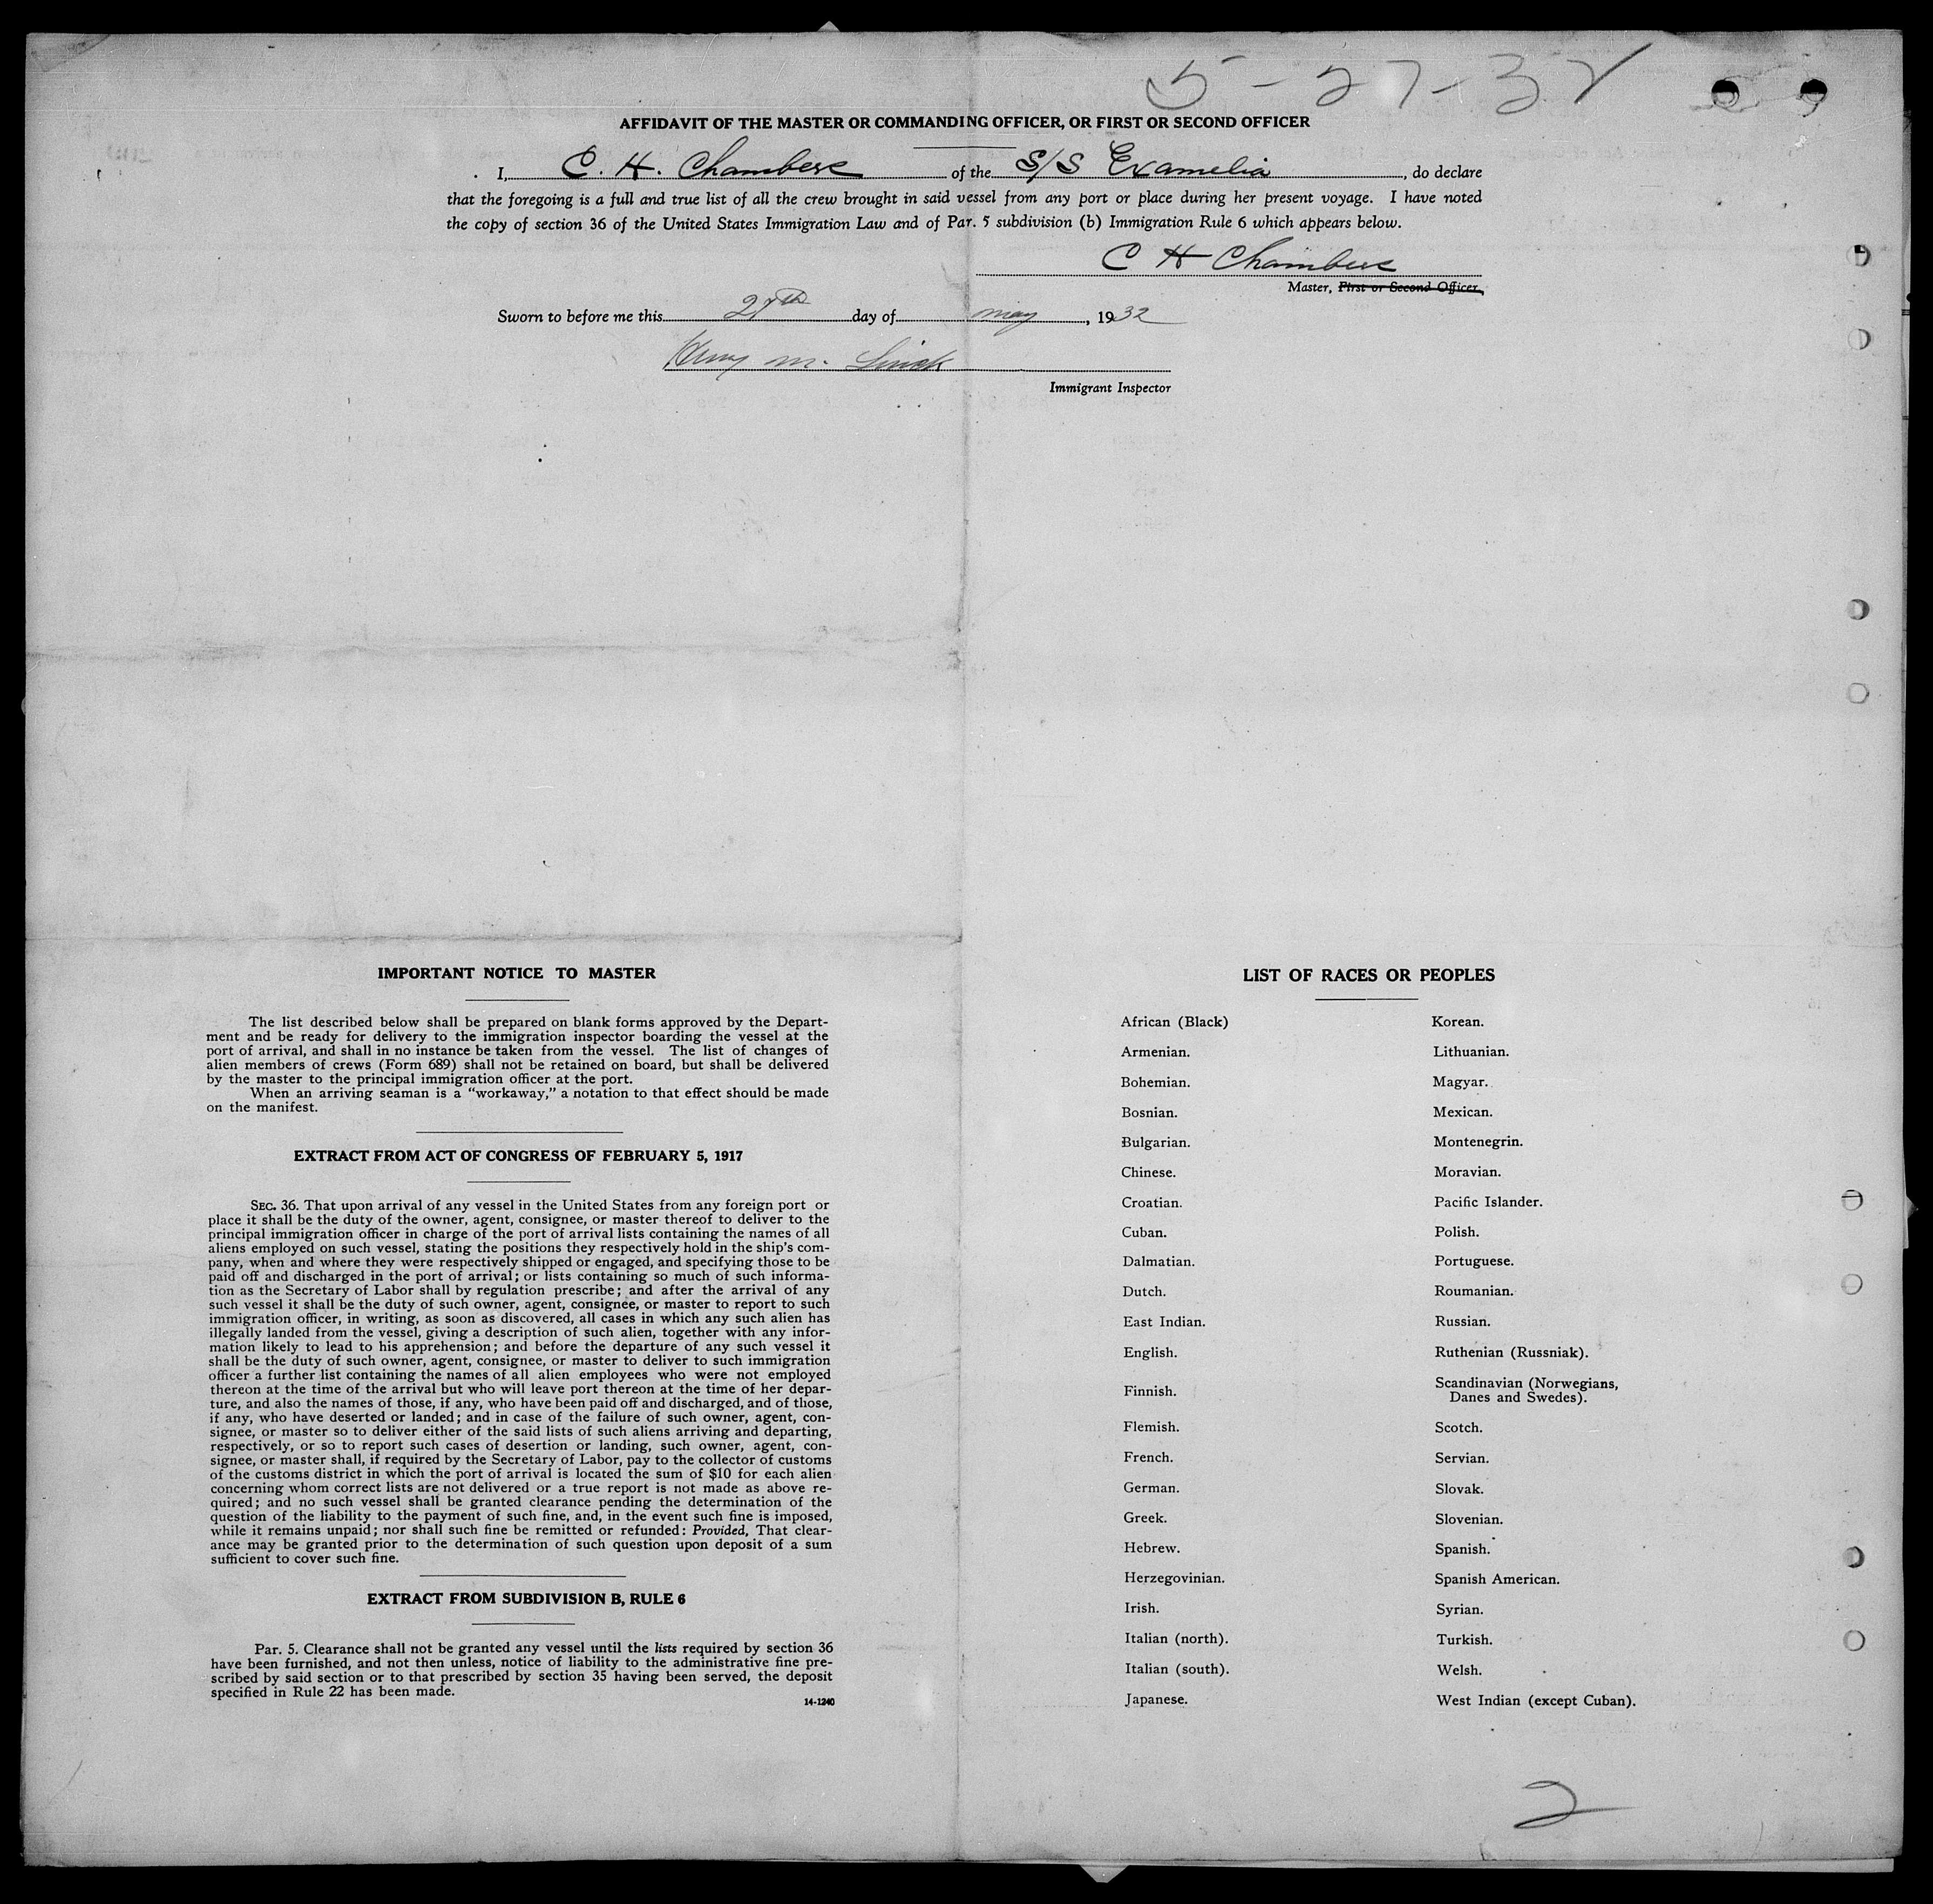 5-27-32
AFFIDAVIT OF THE MASTER OR COMMANDING OFFICER, OR FIRST OR SECOND OFFICER
I, C. H. Chambers of the S/S Examelia, do declare
that the foregoing is a full and true list of all the crew brought in said vessel from any port or place during her present voyage. I have noted
the copy of section 36 of the United States Immigration Law and of Par. 5 subdivision (b) Immigration Rule 6 which appears below.
C H Chambers
Master, First or Second Officer.
Sworn to before me this 27th day of may, 1932
Henry M.
Immigrant Inspector
IMPORTANT NOTICE TO MASTER
The list described below shall be prepared on blank forms approved by the Depart-
ment and be ready for delivery to the immigration inspector boarding the vessel at the
port of arrival, and shall in no instance be taken from the vessel. The list of changes of
alien members of crews (Form 689) shall not be retained on board, but shall be delivered
by the master to the principal immigration officer at the port.
When an arriving seaman is a “workaway,” a notation to that effect should be made
on the manifest.
EXTRACT FROM ACT OF CONGRESS OF FEBRUARY 5, 1917
SEC. 36. That upon arrival of any vessel in the United States from any foreign port or
place it shall be the duty of the owner, agent, consignee, or master thereof to deliver to the
principal immigration officer in charge of the port of arrival lists containing the names of all
aliens employed on such vessel, stating the positions they respectively hold in the ship's com-
pany, when and where they were respectively shipped or engaged, and specifying those to be
paid off and discharged in the port of arrival; or lists containing so much of such informa-
tion as the Secretary of Labor shall by regulation prescribe; and after the arrival of any
such vessel it shall be the duty of such owner, agent, consignee, or master to report to such
immigration officer, in writing, as soon as discovered, all cases in which any such alien has
illegally landed from the vessel, giving a description of such alien, together with any infor-
mation likely to lead to his apprehension; and before the departure of any such vessel it
shall be the duty of such owner, agent, consignee, or master to deliver to such immigration
officer a further list containing the names of all alien employees who were not employed
thereon at the time of the arrival but who will leave port thereon at the time of her depar-
ture, and also the names of those, if any, who have been paid off and discharged, and of those,
if any, who have deserted or landed; and in case of the failure of such owner, agent, con-
signee, or master so to deliver either of the said lists of such aliens arriving and departing,
respectively, or so to report such cases of desertion or landing, such owner, agent, con-
signee, or master shall, if required by the Secretary of Labor, pay to the collector of customs
of the customs district in which the port of arrival is located the sum of $10 for each alien
concerning whom correct lists are not delivered or a true report is not made as above re-
quired; and no such vessel shall be granted clearance pending the determination of the
question of the liability to the payment of such fine, and, in the event such fine is imposed,
while it remains unpaid; nor shall such fine be remitted or refunded: Provided, That clear-
ance may be granted prior to the determination of such question upon deposit of a sum
sufficient to cover such fine.
EXTRACT FROM SUBDIVISION B, RULE 6
Par. 5. Clearance shall not be granted any vessel until the lists required by section 36
have been furnished, and not then unless, notice of liability to the administrative fine pre-
scribed by said section or to that prescribed by section 35 having been served, the deposit
specified in Rule 22 has been made.
14-1240
LIST OF RACES OR PEOPLES
African (Black)
Armenian.
Bohemian.
Bosnian.
Bulgarian.
Chinese.
Croatian.
Cuban.
Dalmatian.
Dutch.
East Indian.
English.
Finnish.
Flemish.
French.
German.
Greek.
Hebrew.
Herzegovinian.
Irish.
Italian (north).
Italian (south).
Japanese.
Korean.
Lithuanian.
Magyar.
Mexican.
Montenegrin.
Moravian.
Pacific Islander.
Polish.
Portuguese.
Roumanian.
Russian.
Ruthenian (Russniak).
Scandinavian (Norwegians,
Danes and Swedes).
Scotch.
Servian.
Slovak.
Slovenian.
Spanish.
Spanish American.
Syrian.
Turkish.
Welsh.
West Indian (except Cuban).
2